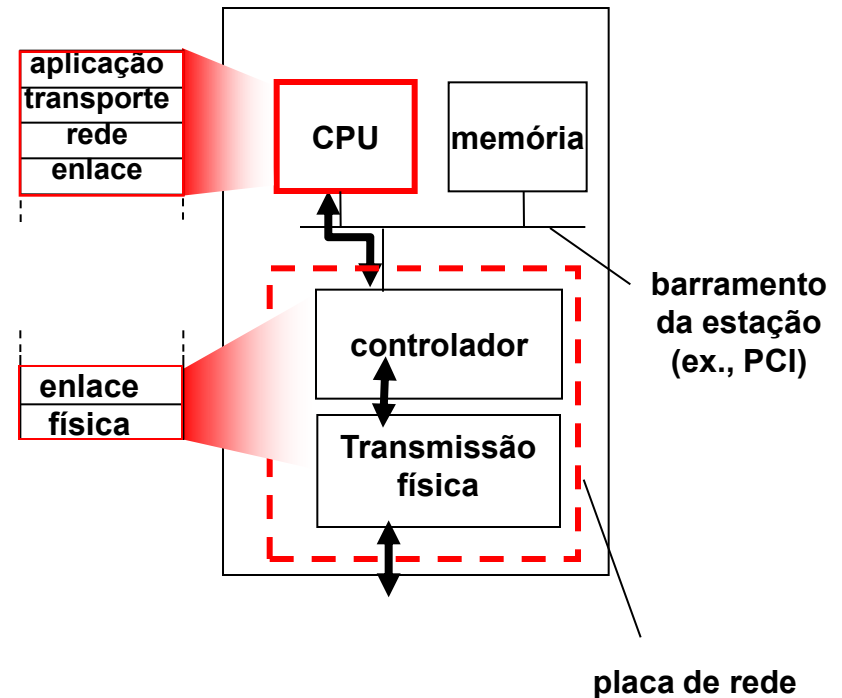 aplicação
transporte
rede
enlace
CPU
memória
barramento
da estação
(ex., PCI)
controlador
enlace
física
Transmissão
física
placa de rede